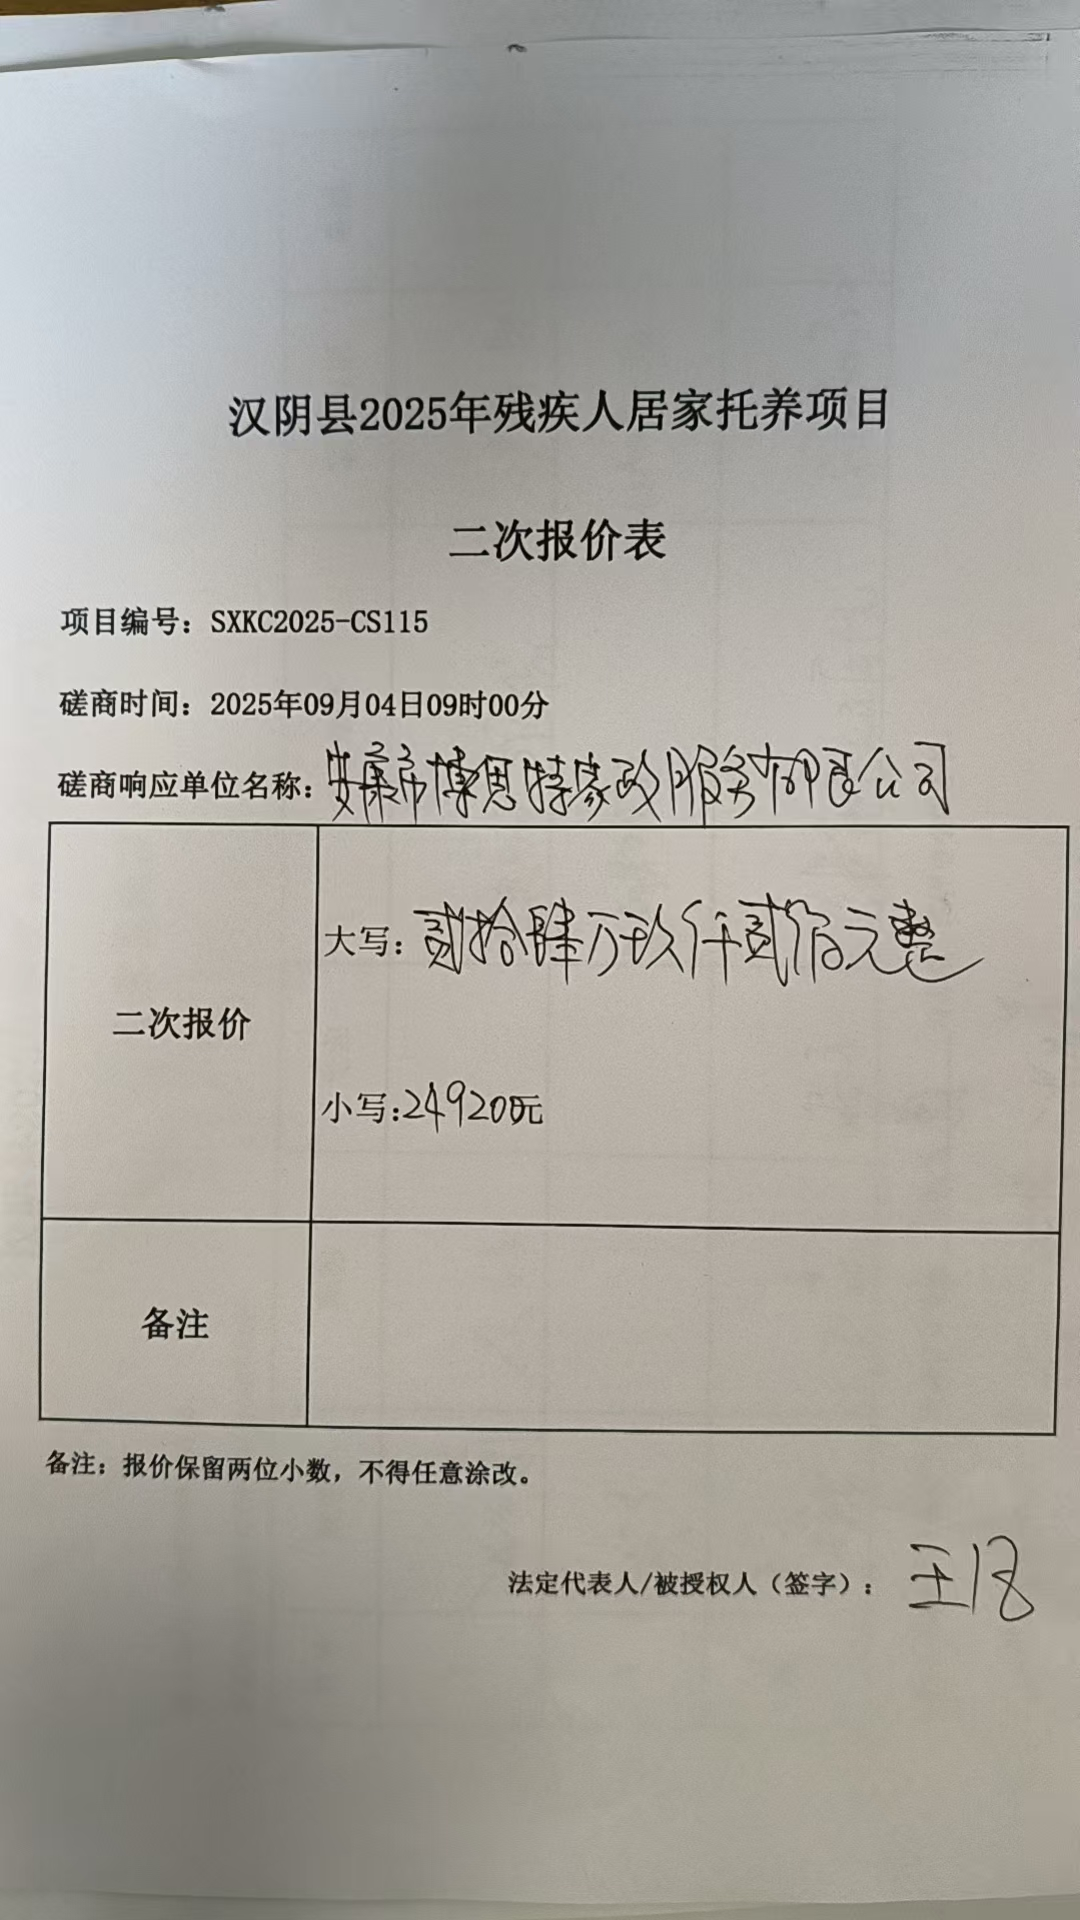 汉阴县2025年残疾人居家托养项目
二次报价表
项目编号：SXKC2025-CS115
磋商时间：2025年09月04日09时00分
磋商响应单位名称：安康市博思特家政服务有限公司
二次报价
大写：贰拾肆万玖仟贰佰元整
小写：249200元
备注
备注：报价保留两位小数，不得任意涂改。
法定代表人/被授权人（签字）：王